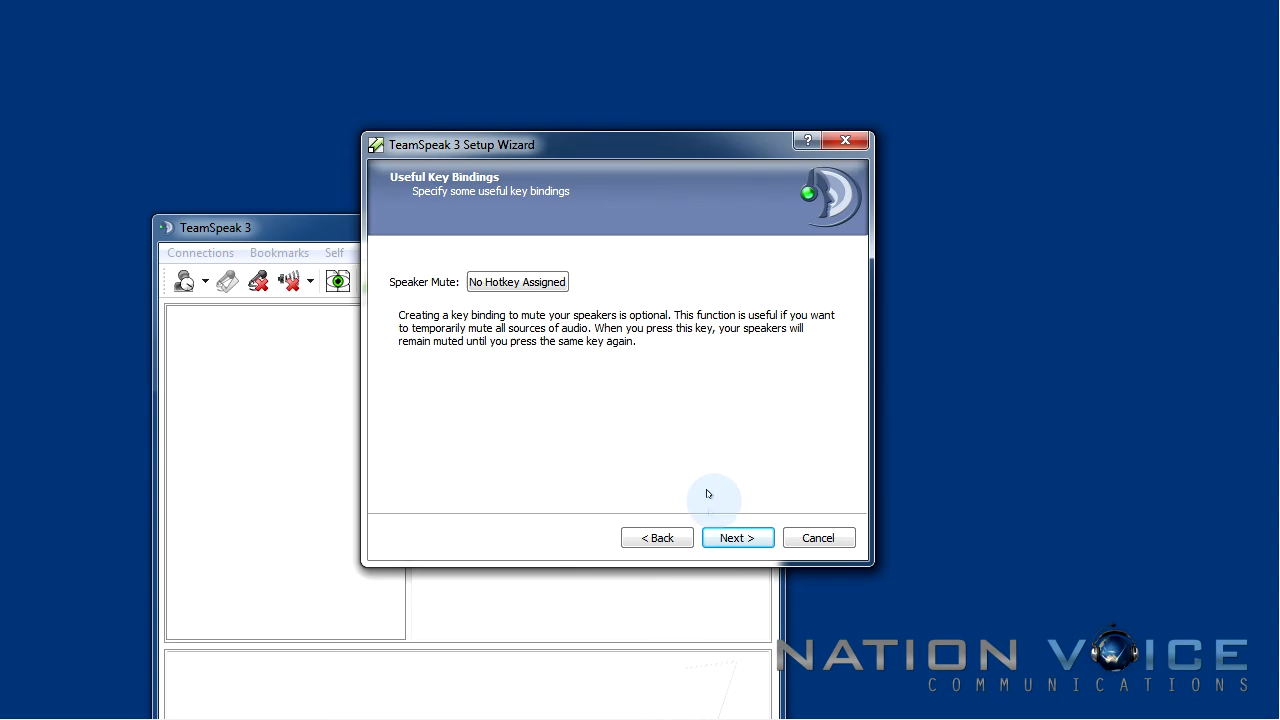 TeamSpeak 3 Setup Wizard
?
Useful Key Bindings
Specify some useful key bindings
TeamSpeak 3
Connections Bookmarks Self
Speaker Mute: No Hotkey Assigned
Creating a key binding to mute your speakers is optional. This function is useful if you want
to temporarily mute all sources of audio. When you press this key, your speakers will
remain muted until you press the same key again.
< Back Next > Cancel
NATION VOICE
COMMUNICATIONS